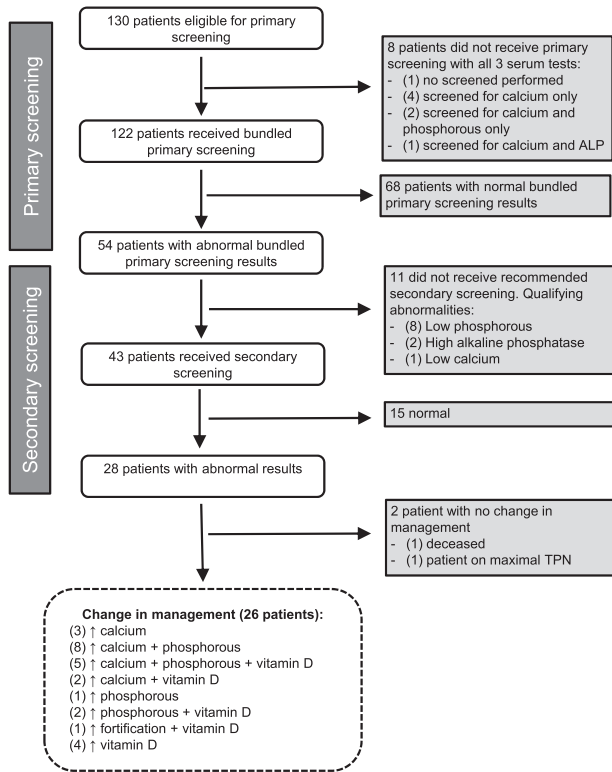 130 patients eligible for primary
screening
8 patients did not receive primary
screening with all 3 serum tests:
- (1) no screened performed
- (4) screened for calcium only
- (2) screened for calcium and
phosphorous only
- (1) screened for calcium and ALP
Primary screening
122 patients received bundled
primary screening
68 patients with normal bundled
primary screening results
54 patients with abnormal bundled
primary screening results
11 did not receive recommended
secondary screening. Qualifying
abnormalities:
- (8) Low phosphorous
- (2) High alkaline phosphatase
- (1) Low calcium
Secondary screening
43 patients received secondary
screening
15 normal
28 patients with abnormal results
2 patient with no change in
management
- (1) deceased
- (1) patient on maximal TPN
Change in management (26 patients):
(3) ↑ calcium
(8) ↑ calcium + phosphorous
(5) ↑ calcium + phosphorous + vitamin D
(2) ↑ calcium + vitamin D
(1) ↑ phosphorous
(2) ↑ phosphorous + vitamin D
(1) ↑ fortification + vitamin D
(4) ↑ vitamin D